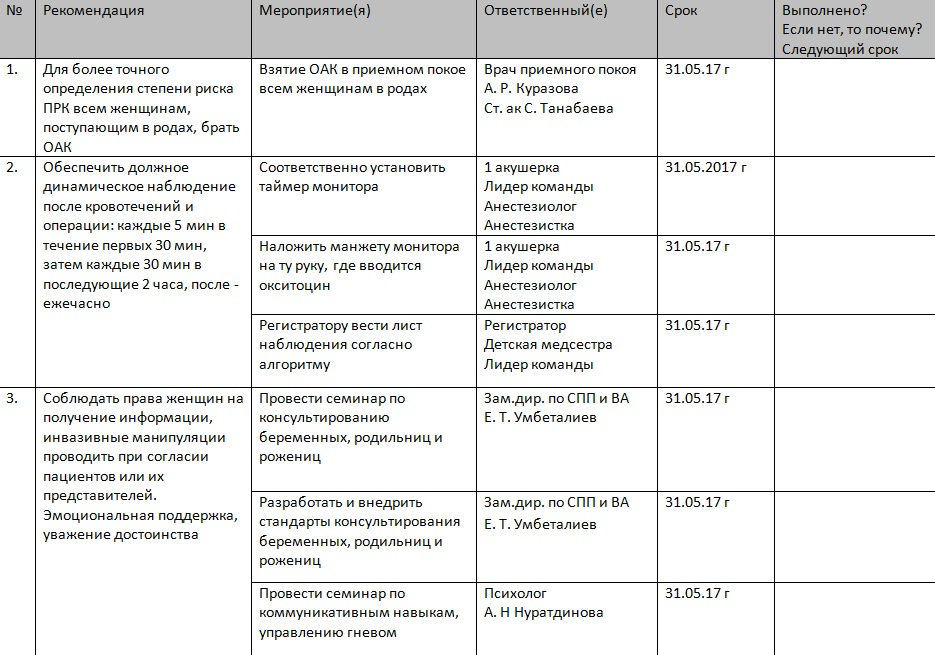 №
Рекомендация
Мероприятие(я)
Ответственный(е)
Срок
Выполнено?
Если нет, то почему?
Следующий срок
1.
Для более точного
определения степени риска
ПРК всем женщинам,
поступающим в родах, брать
ОАК
Взятие ОАК в приемном покое
всем женщинам в родах
Врач приемного покоя
А. Р. Куразова
Ст. ак С. Танабаева
31.05.17 г
2.
Обеспечить должное
динамическое наблюдение
после кровотечений и
операции: каждые 5 мин в
течение первых 30 мин,
затем каждые 30 мин в
последующие 2 часа, после -
ежечасно
Соответственно установить
таймер монитора
1 акушерка
Лидер команды
Анестезиолог
Анестезистка
31.05.2017 г
Наложить манжету монитора
на ту руку, где вводится
окситоцин
1 акушерка
Лидер команды
Анестезиолог
Анестезистка
31.05.17 г
Регистратору вести лист
наблюдения согласно
алгоритму
Регистратор
Детская медсестра
Лидер команды
31.05.17 г
3.
Соблюдать права женщин на
получение информации,
инвазивные манипуляции
проводить при согласии
пациентов или их
представителей.
Эмоциональная поддержка,
уважение достоинства
Провести семинар по
консультированию
беременных, родильниц и
рожениц
Зам.дир. по СПП и ВА
Е. Т. Умбеталиев
31.05.17 г
Разработать и внедрить
стандарты консультирования
беременных, родильниц и
рожениц
Зам.дир. по СПП и ВА
Е. Т. Умбеталиев
31.05.17 г
Провести семинар по
коммуникативным навыкам,
управлению гневом
Психолог
А. Н Нуратдинова
31.05.17 г